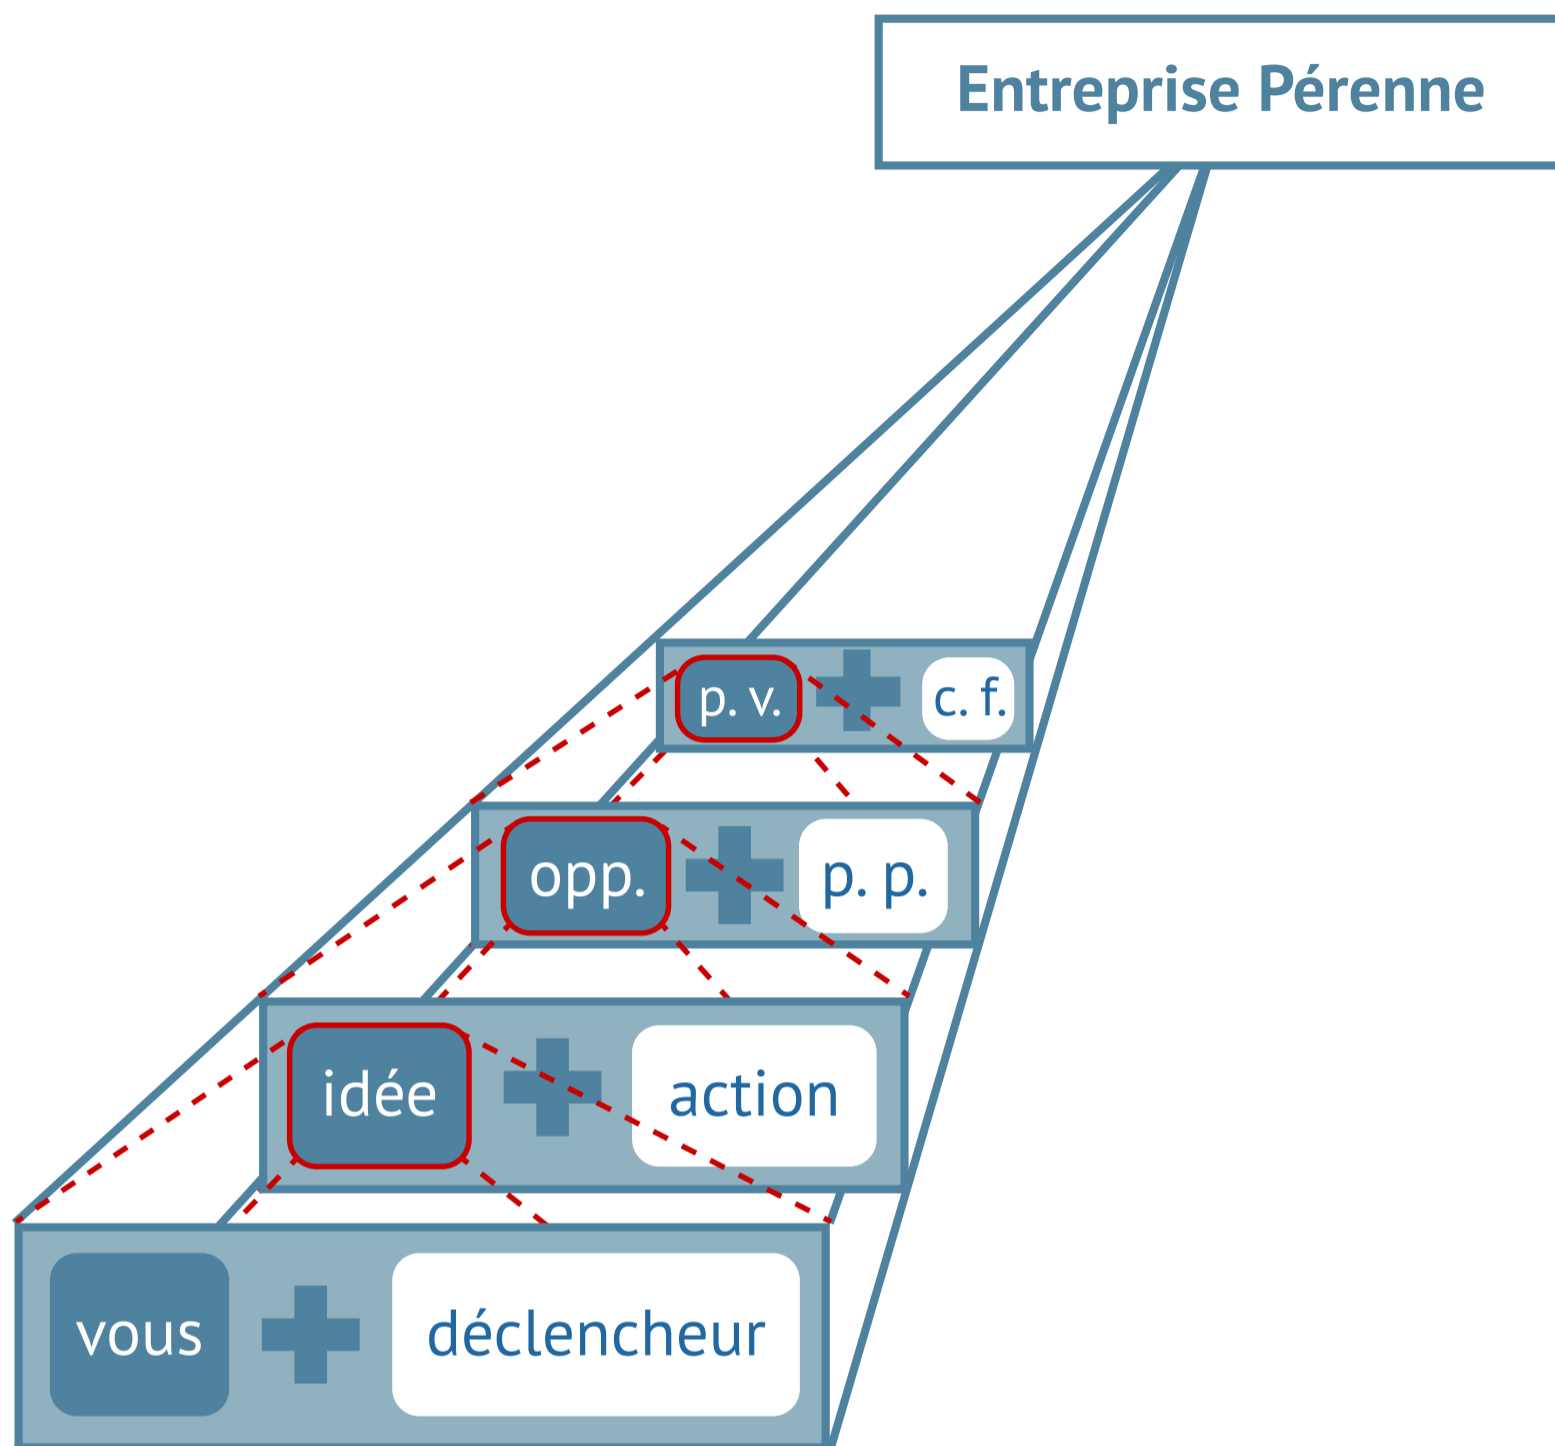 Entreprise Pérenne
p. v. c. f.
opp. p. p.
idée action
vous déclencheur